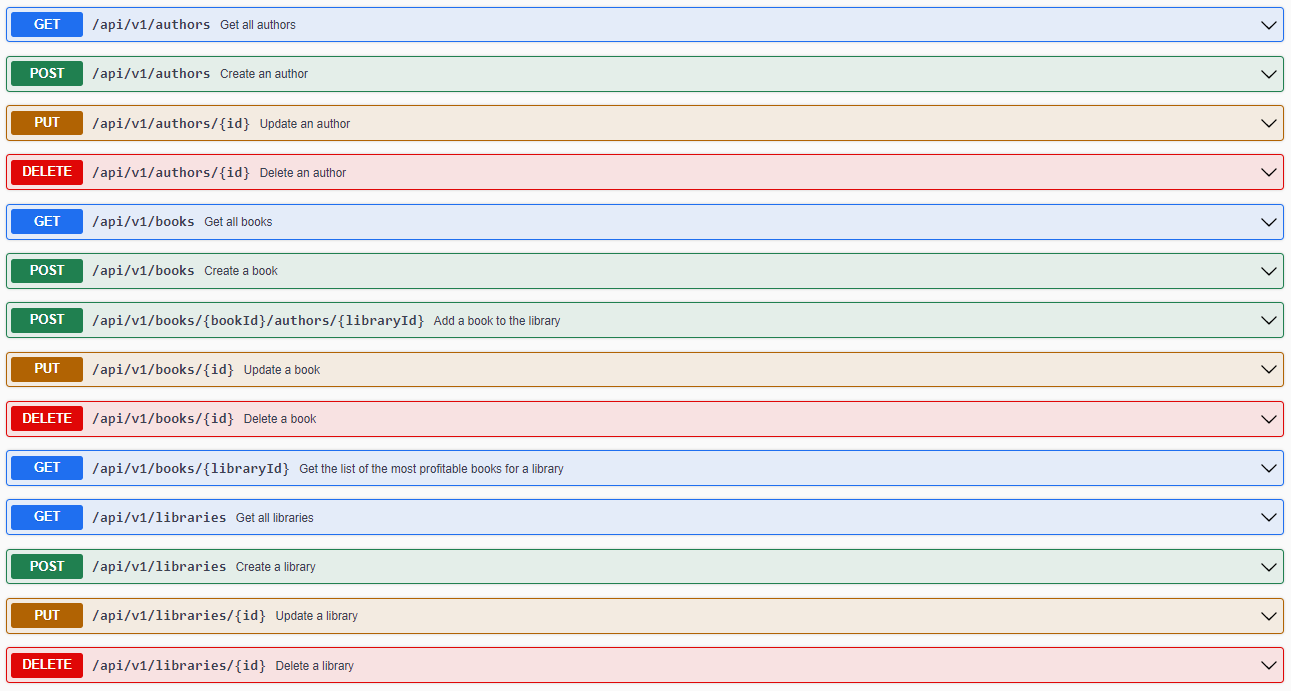 GET /api/v1/authors Get all authors
POST /api/v1/authors Create an author
PUT /api/v1/authors/{id} Update an author
DELETE /api/v1/authors/{id} Delete an author
GET /api/v1/books Get all books
POST /api/v1/books Create a book
POST /api/v1/books/{bookId}/authors/{libraryId} Add a book to the library
PUT /api/v1/books/{id} Update a book
DELETE /api/v1/books/{id} Delete a book
GET /api/v1/books/{libraryId} Get the list of the most profitable books for a library
GET /api/v1/libraries Get all libraries
POST /api/v1/libraries Create a library
PUT /api/v1/libraries/{id} Update a library
DELETE /api/v1/libraries/{id} Delete a library